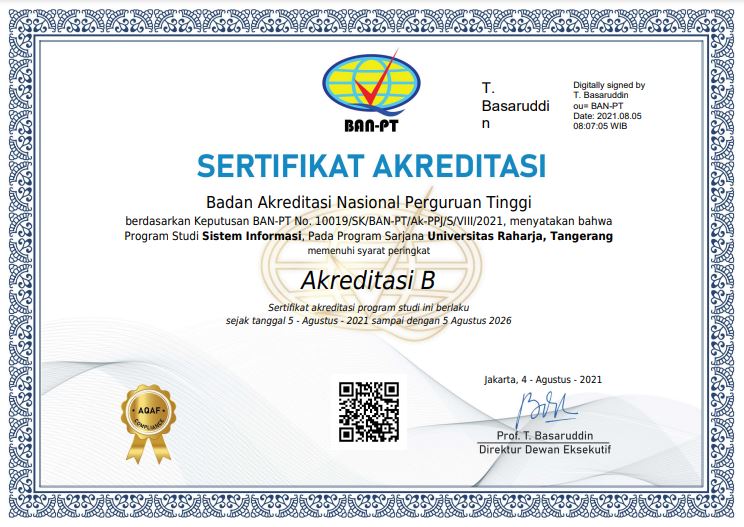 BAN-PT
T.
Basaruddi
n
Digitally signed by
T. Basaruddin
ou= BAN-PT
Date: 2021.08.05
08:07:05 WIB
SERTIFIKAT AKREDITASI
Badan Akreditasi Nasional Perguruan Tinggi
berdasarkan Keputusan BAN-PT No. 10019/SK/BAN-PT/Ak-PPJ/S/VIII/2021, menyatakan bahwa
Program Studi Sistem Informasi, Pada Program Sarjana Universitas Raharja, Tangerang
memenuhi syarat peringkat
Akreditasi B
Sertifikat akreditasi program studi ini berlaku
sejak tanggal 5 - Agustus - 2021 sampai dengan 5 Agustus 2026
Jakarta, 4 - Agustus - 2021
AQAF
COMPLIANCE
Prof. T. Basaruddin
Direktur Dewan Eksekutif